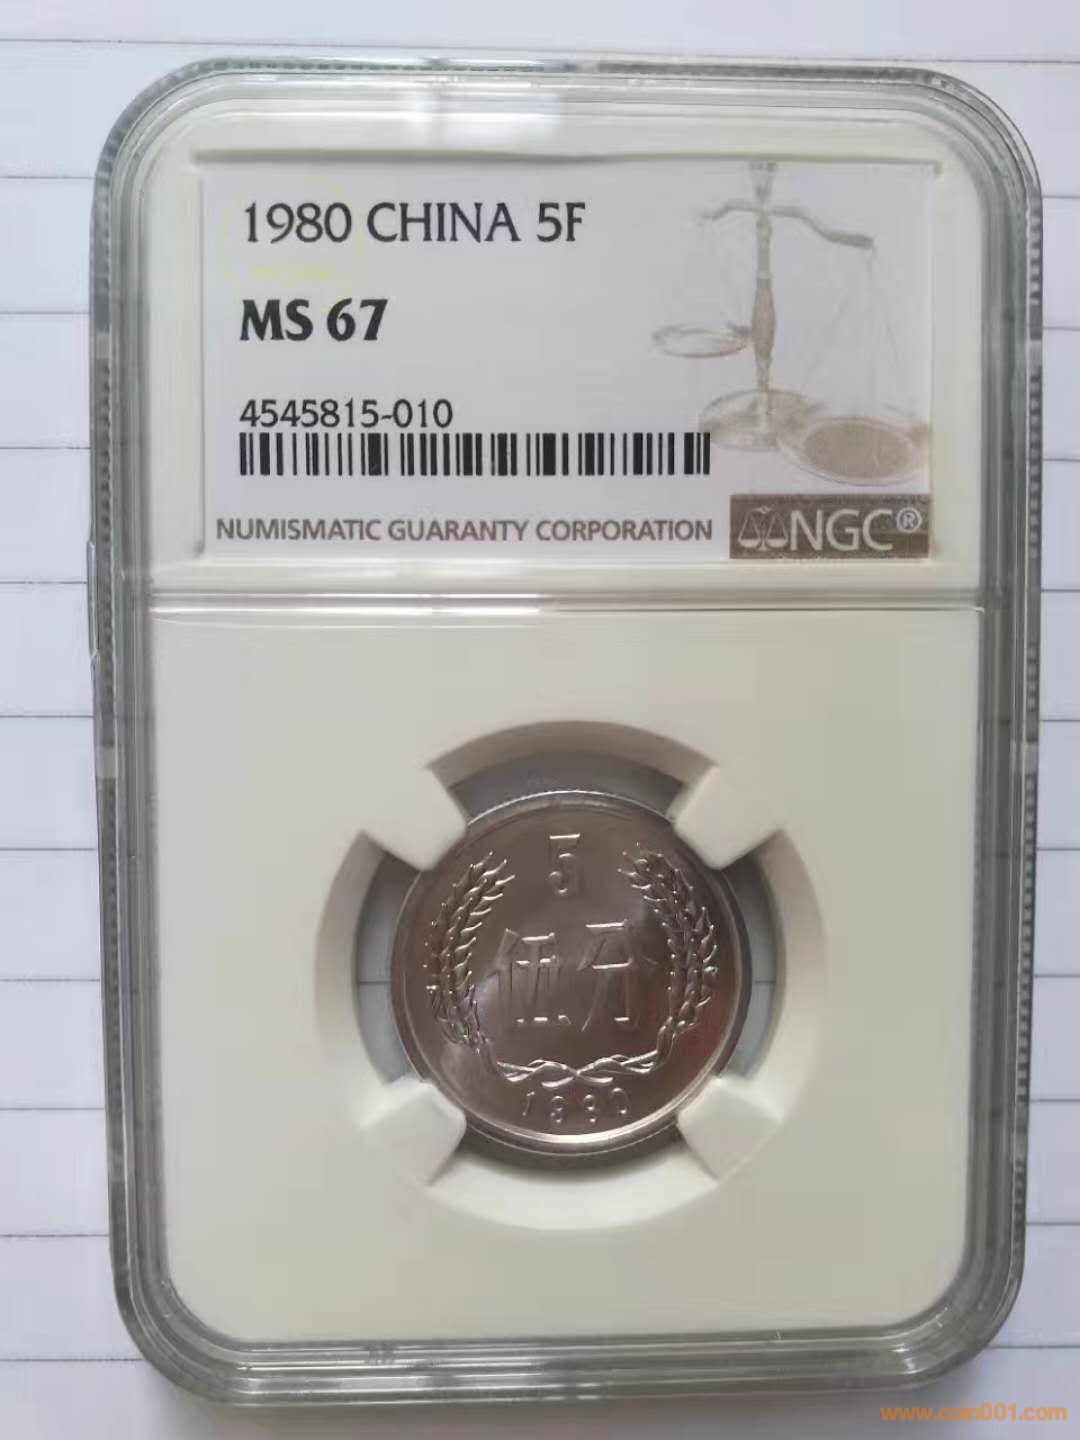 1980 CHINA 5F
MS 67
4545815-010
NUMISMATIC GUARANTY CORPORATION
NGC®
5
伍分
1980
www.coin001.com